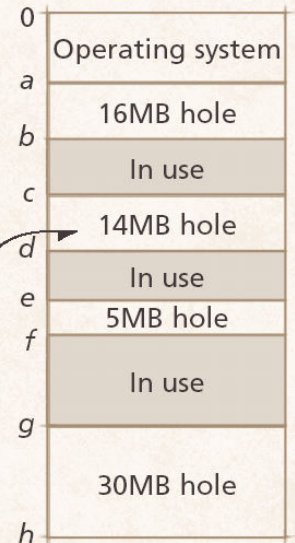 0
Operating system
a
16MB hole
b
In use
c
14MB hole
d
In use
e
5MB hole
f
In use
g
30MB hole
h